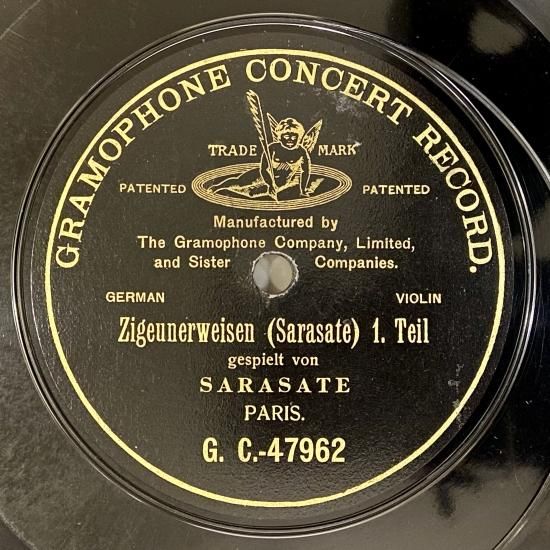 GRAMOPHONE CONCERT RECORD.
TRADE MARK
PATENTED PATENTED
Manufactured by
The Gramophone Company, Limited,
and Sister Companies.
GERMAN VIOLIN
Zigeunerweisen (Sarasate) 1. Teil
gespielt von
SARASATE
PARIS.
G. C.-47962